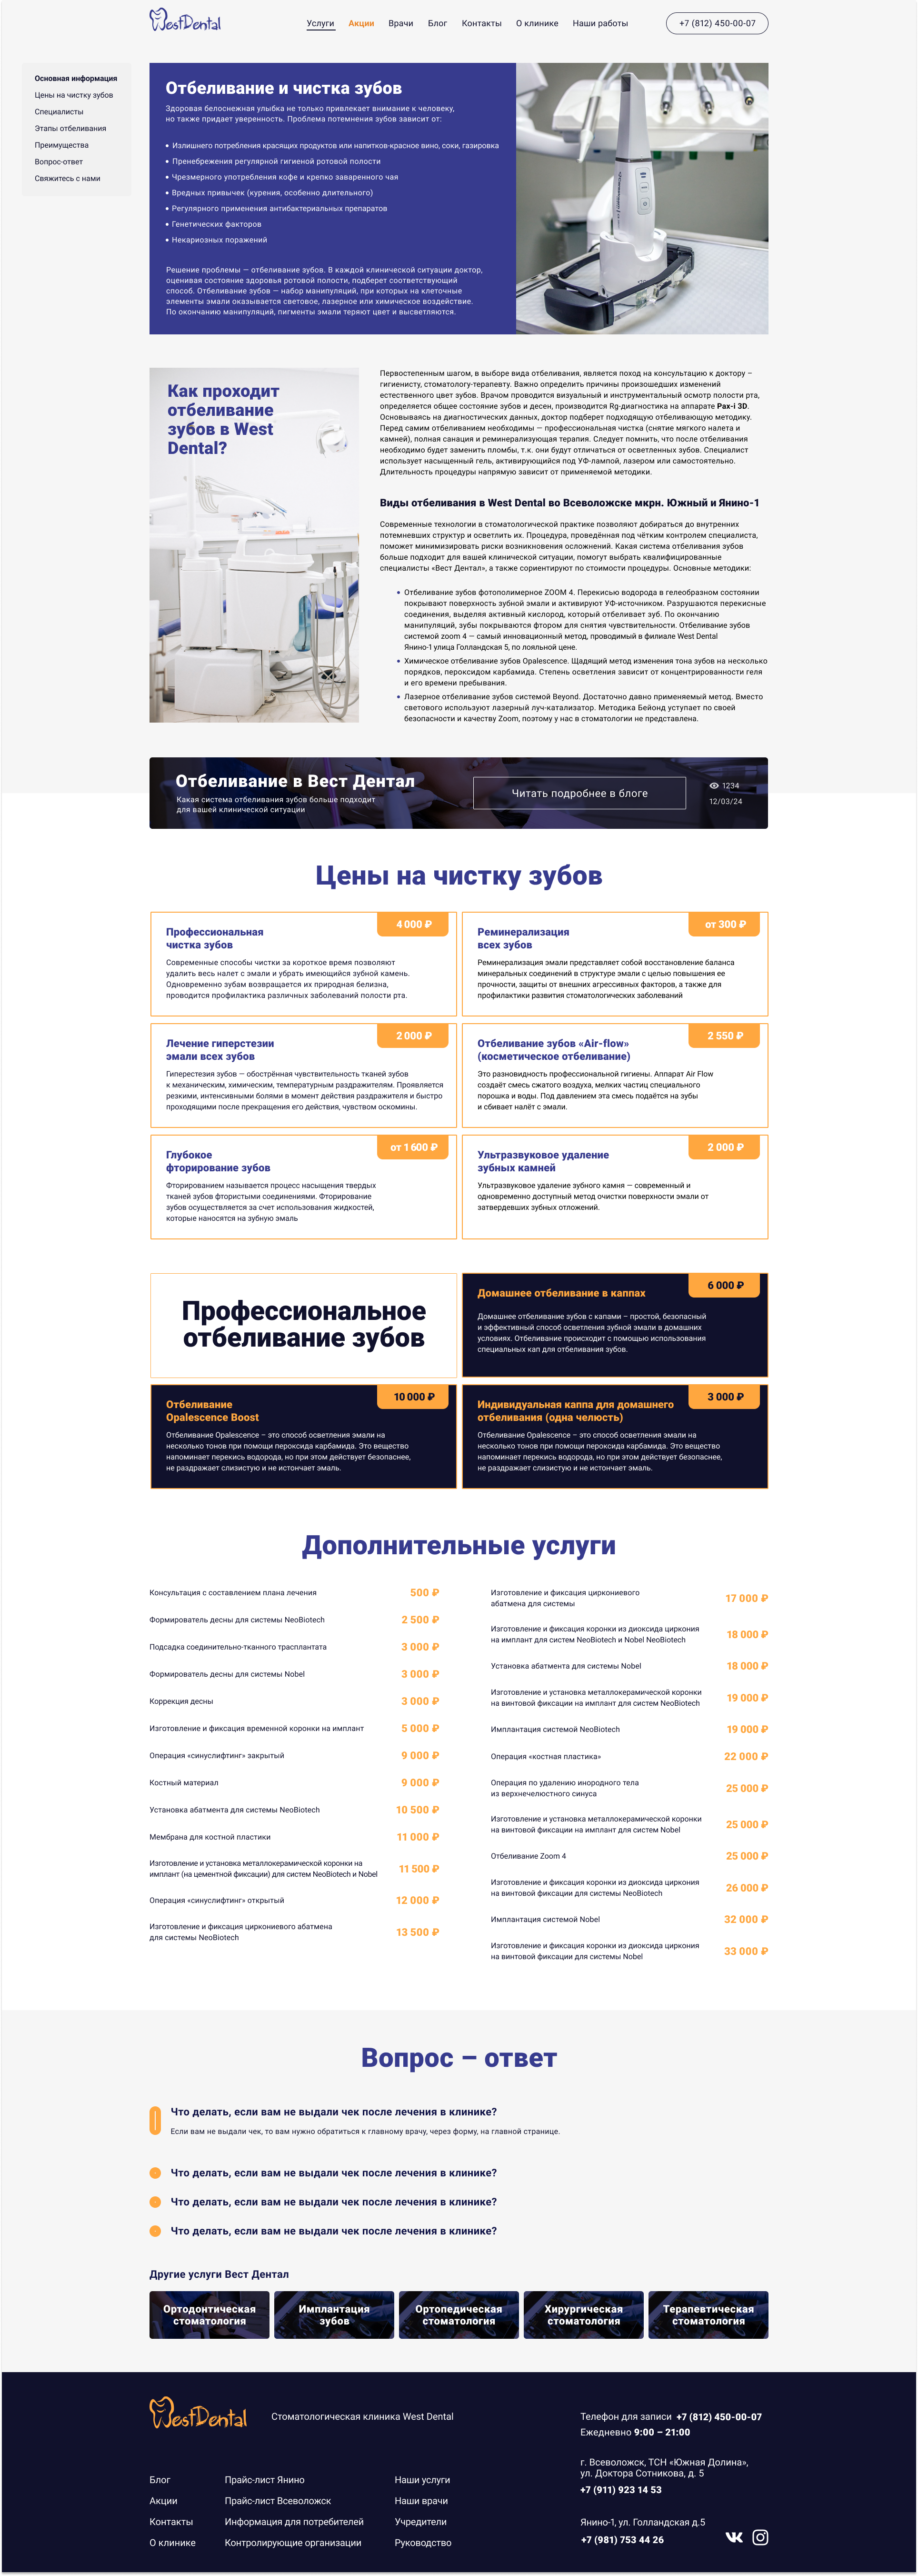 WestDental
Услуги
Акции
Врачи
Блог
Контакты
О клинике
Наши работы
+7 (812) 450-00-07
Основная информация
Цены на чистку зубов
Специалисты
Этапы отбеливания
Преимущества
Вопрос-ответ
Свяжитесь с нами
Отбеливание и чистка зубов
Здоровая белоснежная улыбка не только привлекает внимание к человеку,
но также придает уверенность. Проблема потемнения зубов зависит от:
• Излишнего потребления красящих продуктов или напитков-красное вино, соки, газировка
• Пренебрежения регулярной гигиеной ротовой полости
• Чрезмерного употребления кофе и крепко заваренного чая
• Вредных привычек (курения, особенно длительного)
• Регулярного применения антибактериальных препаратов
• Генетических факторов
• Некариозных поражений
Решение проблемы — отбеливание зубов. В каждой клинической ситуации доктор,
оценивая состояние здоровья ротовой полости, подберет соответствующий
способ. Отбеливание зубов — набор манипуляций, при которых на клеточные
элементы эмали оказывается световое, лазерное или химическое воздействие.
По окончанию манипуляций, пигменты эмали теряют цвет и высветляются.
Как проходит
отбеливание
зубов в West
Dental?
Первостепенным шагом, в выборе вида отбеливания, является поход на консультацию к доктору –
гигиенисту, стоматологу-терапевту. Важно определить причины произошедших изменений
естественного цвет зубов. Врачом проводится визуальный и инструментальный осмотр полости рта,
определяется общее состояние зубов и десен, производится Rg-диагностика на аппарате Pax-i 3D.
Основываясь на диагностических данных, доктор подберет подходящую отбеливающую методику.
Перед самим отбеливанием необходимы — профессиональная чистка (снятие мягкого налета и
камней), полная санация и реминерализующая терапия. Следует помнить, что после отбеливания
необходимо будет заменить пломбы, т.к. они будут отличаться от осветленных зубов. Специалист
использует насыщенный гель, активирующийся под УФ-лампой, лазером или самостоятельно.
Длительность процедуры напрямую зависит от применяемой методики.
Виды отбеливания в West Dental во Всеволожске мкрн. Южный и Янино-1
Современные технологии в стоматологической практике позволяют добираться до внутренних
потемневших структур и осветлить их. Процедура, проведённая под чётким контролем специалиста,
поможет минимизировать риски возникновения осложнений. Какая система отбеливания зубов
больше подходит для вашей клинической ситуации, помогут выбрать квалифицированные
специалисты «Вест Дентал», а также сориентируют по стоимости процедуры. Основные методики:
• Отбеливание зубов фотополимерное ZOOM 4. Перекисью водорода в гелеобразном состоянии
покрывают поверхность зубной эмали и активируют УФ-источником. Разрушаются перекисные
соединения, выделяя активный кислород, который отбеливает зуб. По окончанию
манипуляций, зубы покрываются фтором для снятия чувствительности. Отбеливание зубов
системой zoom 4 — самый инновационный метод, проводимый в филиале West Dental
Янино-1 улица Голландская 5, по лояльной цене.
• Химическое отбеливание зубов Opalescence. Щадящий метод изменения тона зубов на несколько
порядков, пероксидом карбамида. Степень осветления зависит от концентрированности геля
и его времени пребывания.
• Лазерное отбеливание зубов системой Beyond. Достаточно давно применяемый метод. Вместо
светового используют лазерный луч-катализатор. Методика Бейонд уступает по своей
безопасности и качеству Zoom, поэтому у нас в стоматологии не представлена.
Отбеливание в Вест Дентал
Какая система отбеливания зубов больше подходит
для вашей клинической ситуации
Читать подробнее в блоге
1234
12/03/24
Цены на чистку зубов
Профессиональная
чистка зубов
4 000 ₽
Современные способы чистки за короткое время позволяют
удалить весь налет с эмали и убрать имеющийся зубной камень.
Одновременно зубам возвращается их природная белизна,
проводится профилактика различных заболеваний полости рта.
Реминерализация
всех зубов
от 300 ₽
Реминерализация эмали представляет собой восстановление баланса
минеральных соединений в структуре эмали с целью повышения ее
прочности, защиты от внешних агрессивных факторов, а также для
профилактики развития стоматологических заболеваний
Лечение гиперстезии
эмали всех зубов
2 000 ₽
Гиперестезия зубов — обострённая чувствительность тканей зубов
к механическим, химическим, температурным раздражителям. Проявляется
резкими, интенсивными болями в момент действия раздражителя и быстро
проходящими после прекращения его действия, чувством оскомины.
Отбеливание зубов «Air-flow»
(косметическое отбеливание)
2 550 ₽
Это разновидность профессиональной гигиены. Аппарат Air Flow
создаёт смесь сжатого воздуха, мелких частиц специального
порошка и воды. Под давлением эта смесь подаётся на зубы
и сбивает налёт с эмали.
Глубокое
фторирование зубов
от 1 600 ₽
Фторированием называется процесс насыщения твердых
тканей зубов фтористыми соединениями. Фторирование
зубов осуществляется за счет использования жидкостей,
которые наносятся на зубную эмаль
Ультразвуковое удаление
зубных камней
2 000 ₽
Ультразвуковое удаление зубного камня — современный и
одновременно доступный метод очистки поверхности эмали от
затвердевших зубных отложений.
Профессиональное
отбеливание зубов
Домашнее отбеливание в каппах
6 000 ₽
Домашнее отбеливание зубов с капами – простой, безопасный
и эффективный способ осветления зубной эмали в домашних
условиях. Отбеливание происходит с помощью использования
специальных кап для отбеливания зубов.
Отбеливание
Opalescence Boost
10 000 ₽
Отбеливание Opalescence – это способ осветления эмали на
несколько тонов при помощи пероксида карбамида. Это вещество
напоминает перекись водорода, но при этом действует безопаснее,
не раздражает слизистую и не истончает эмаль.
Индивидуальная каппа для домашнего
отбеливания (одна челюсть)
3 000 ₽
Отбеливание Opalescence – это способ осветления эмали на
несколько тонов при помощи пероксида карбамида. Это вещество
напоминает перекись водорода, но при этом действует безопаснее,
не раздражает слизистую и не истончает эмаль.
Дополнительные услуги
Консультация с составлением плана лечения 500 ₽
Формирователь десны для системы NeoBiotech 2 500 ₽
Подсадка соединительно-тканного трасплантата 3 000 ₽
Формирователь десны для системы Nobel 3 000 ₽
Коррекция десны 3 000 ₽
Изготовление и фиксация временной коронки на имплант 5 000 ₽
Операция «синуслифтинг» закрытый 9 000 ₽
Костный материал 9 000 ₽
Установка абатмента для системы NeoBiotech 10 500 ₽
Мембрана для костной пластики 11 000 ₽
Изготовление и установка металлокерамической коронки на
имплант (на цементной фиксации) для систем NeoBiotech и Nobel 11 500 ₽
Операция «синуслифтинг» открытый 12 000 ₽
Изготовление и фиксация циркониевого абатмена
для системы NeoBiotech 13 500 ₽
Изготовление и фиксация циркониевого
абатмена для системы 17 000 ₽
Изготовление и фиксация коронки из диоксида циркония
на имплант для систем NeoBiotech и Nobel NeoBiotech 18 000 ₽
Установка абатмента для системы Nobel 18 000 ₽
Изготовление и установка металлокерамической коронки
на винтовой фиксации на имплант для систем NeoBiotech 19 000 ₽
Имплантация системой NeoBiotech 19 000 ₽
Операция «костная пластика» 22 000 ₽
Операция по удалению инородного тела
из верхнечелюстного синуса 25 000 ₽
Изготовление и установка металлокерамической коронки
на винтовой фиксации на имплант для систем Nobel 25 000 ₽
Отбеливание Zoom 4 25 000 ₽
Изготовление и фиксация коронки из диоксида циркония
на винтовой фиксации для системы NeoBiotech 26 000 ₽
Имплантация системой Nobel 32 000 ₽
Изготовление и фиксация коронки из диоксида циркония
на винтовой фиксации для системы Nobel 33 000 ₽
Вопрос – ответ
Что делать, если вам не выдали чек после лечения в клинике?
Если вам не выдали чек, то вам нужно обратиться к главному врачу, через форму, на главной странице.
Что делать, если вам не выдали чек после лечения в клинике?
Что делать, если вам не выдали чек после лечения в клинике?
Что делать, если вам не выдали чек после лечения в клинике?
Другие услуги Вест Дентал
Ортодонтическая
стоматология
Имплантация
зубов
Ортопедическая
стоматология
Хирургическая
стоматология
Терапевтическая
стоматология
WestDental
Стоматологическая клиника West Dental
Телефон для записи +7 (812) 450-00-07
Ежедневно 9:00 – 21:00
г. Всеволожск, ТСН «Южная Долина»,
ул. Доктора Сотникова, д. 5
+7 (911) 923 14 53
Янино-1, ул. Голландская д.5
+7 (981) 753 44 26
Блог
Акции
Контакты
О клинике
Прайс-лист Янино
Прайс-лист Всеволожск
Информация для потребителей
Контролирующие организации
Наши услуги
Наши врачи
Учредители
Руководство